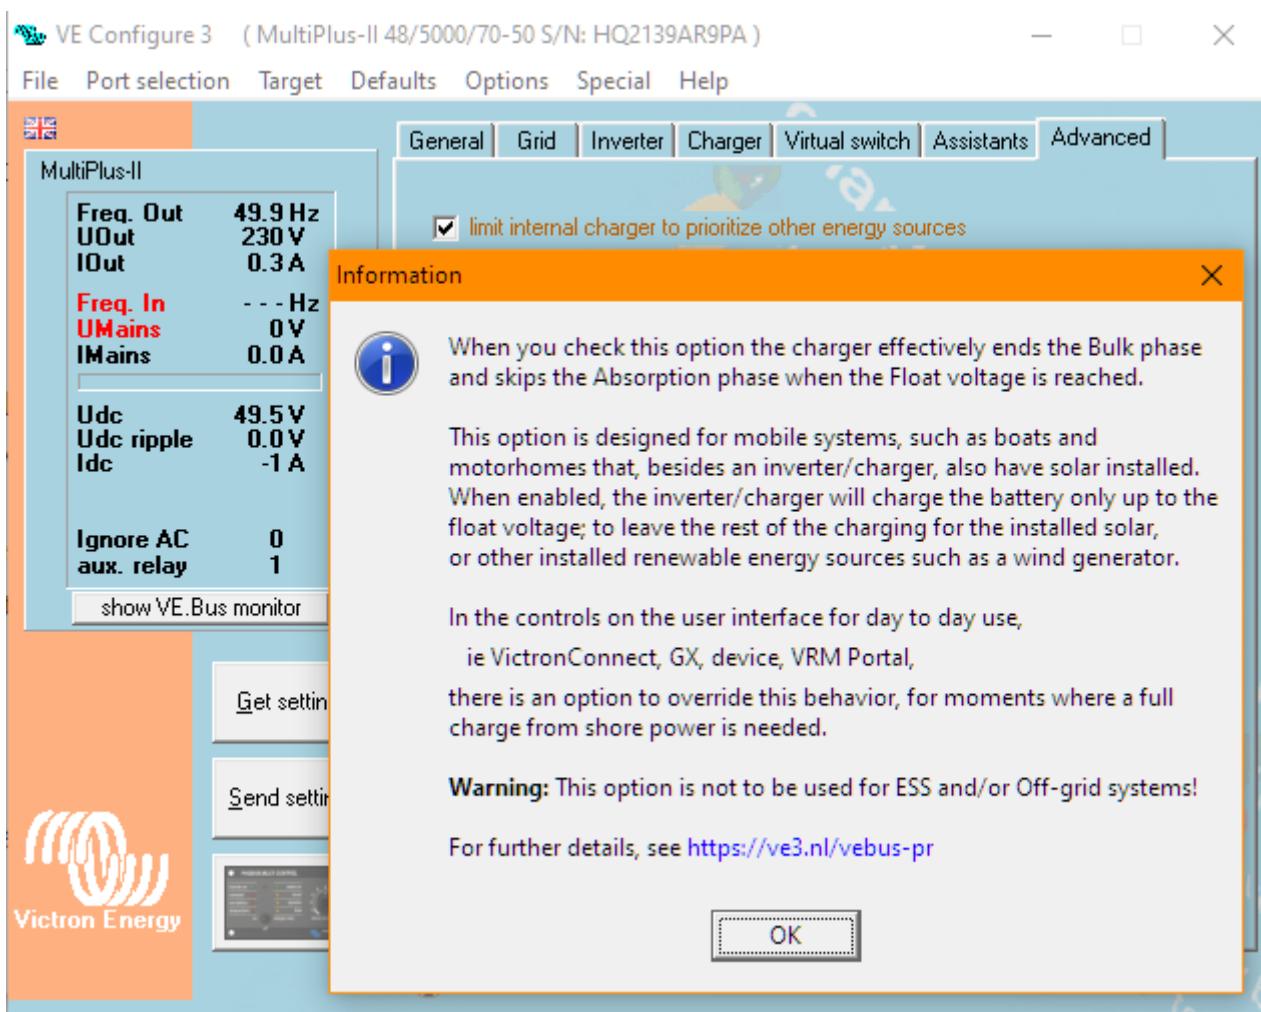 VE Configure 3 ( MultiPlus-II 48/5000/70-50 S/N: HQ2139AR9PA )
File Port selection Target Defaults Options Special Help
General Grid Inverter Charger Virtual switch Assistants Advanced
MultiPlus-II
Freq. Out 49.9 Hz
UOut 230 V
IOut 0.3 A
Freq. In - - - Hz
UMains 0 V
IMains 0.0 A
Udc 49.5 V
Udc ripple 0.0 V
Idc -1 A
Ignore AC 0
aux. relay 1
show VE.Bus monitor
Get settin
Send settin
Victron Energy
limit internal charger to prioritize other energy sources
Information
When you check this option the charger effectively ends the Bulk phase
and skips the Absorption phase when the Float voltage is reached.
This option is designed for mobile systems, such as boats and
motorhomes that, besides an inverter/charger, also have solar installed.
When enabled, the inverter/charger will charge the battery only up to the
float voltage; to leave the rest of the charging for the installed solar,
or other installed renewable energy sources such as a wind generator.
In the controls on the user interface for day to day use,
ie VictronConnect, GX, device, VRM Portal,
there is an option to override this behavior, for moments where a full
charge from shore power is needed.
Warning: This option is not to be used for ESS and/or Off-grid systems!
For further details, see https://ve3.nl/vebus-pr
OK